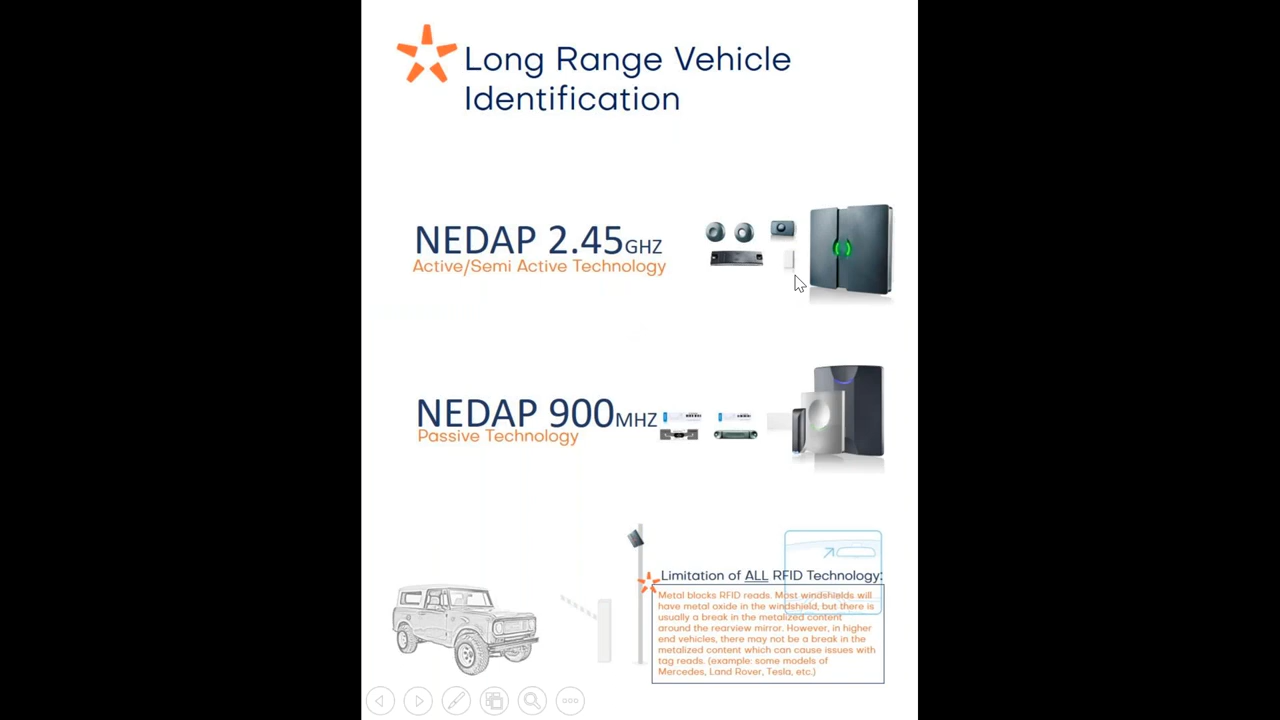 Long Range Vehicle
Identification
NEDAP 2.45GHZ
Active/Semi Active Technology
NEDAP 900MHZ
Passive Technology
Limitation of ALL RFID Technology:
Metal blocks RFID reads. Most windshields will
have metal oxide in the windshield, but there is
usually a break in the metalized content
around the rearview mirror. However, in higher
end vehicles, there may not be a break in the
metalized content which can cause issues with
tag reads. (example: some models of
Mercedes, Land Rover, Tesla, etc.)